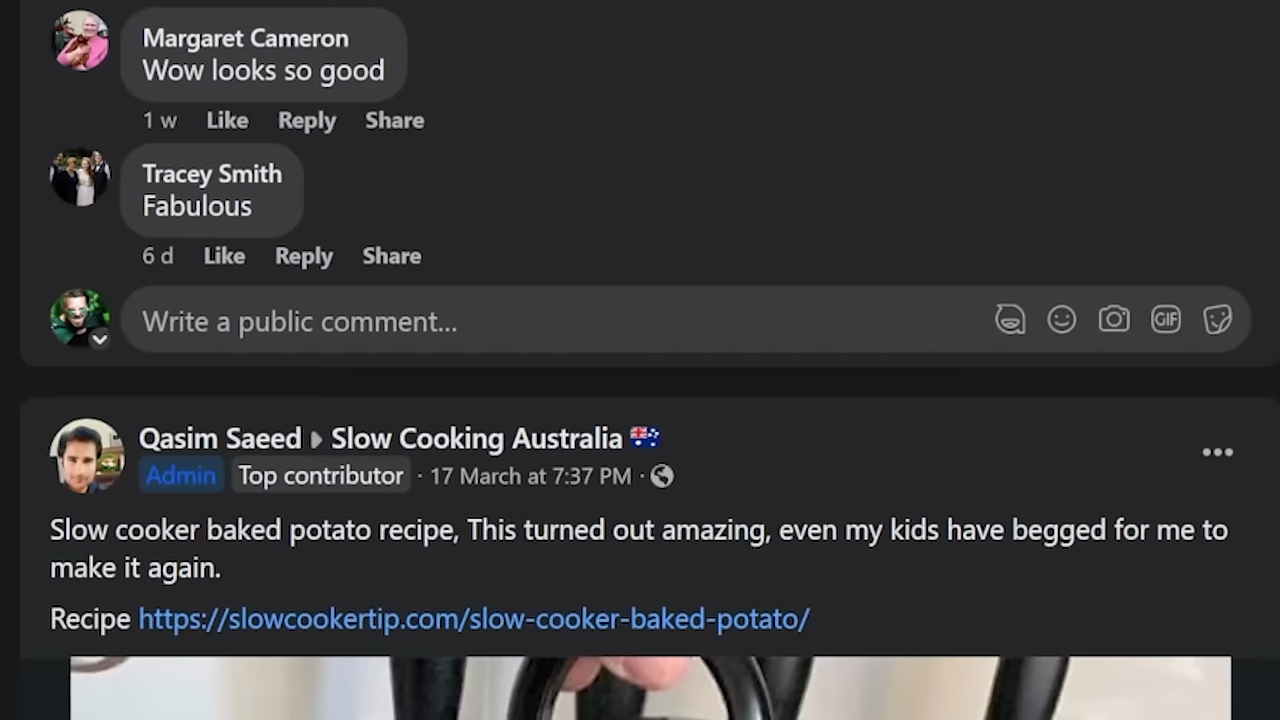 Margaret Cameron
Wow looks so good
1 w Like Reply Share
Tracey Smith
Fabulous
6 d Like Reply Share
Write a public comment...
GIF
Qasim Saeed Slow Cooking Australia 🇦🇺
Admin Top contributor · 17 March at 7:37 PM ·
Slow cooker baked potato recipe, This turned out amazing, even my kids have begged for me to
make it again.
Recipe https://slowcookertip.com/slow-cooker-baked-potato/